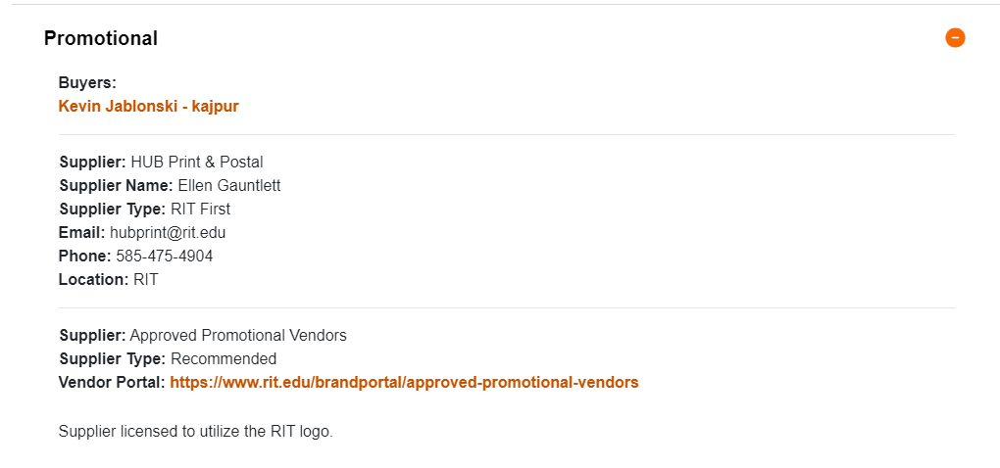 Promotional
Buyers:
Kevin Jablonski - kajpur
Supplier: HUB Print & Postal
Supplier Name: Ellen Gauntlett
Supplier Type: RIT First
Email: hubprint@rit.edu
Phone: 585-475-4904
Location: RIT
Supplier: Approved Promotional Vendors
Supplier Type: Recommended
Vendor Portal: https://www.rit.edu/brandportal/approved-promotional-vendors
Supplier licensed to utilize the RIT logo.